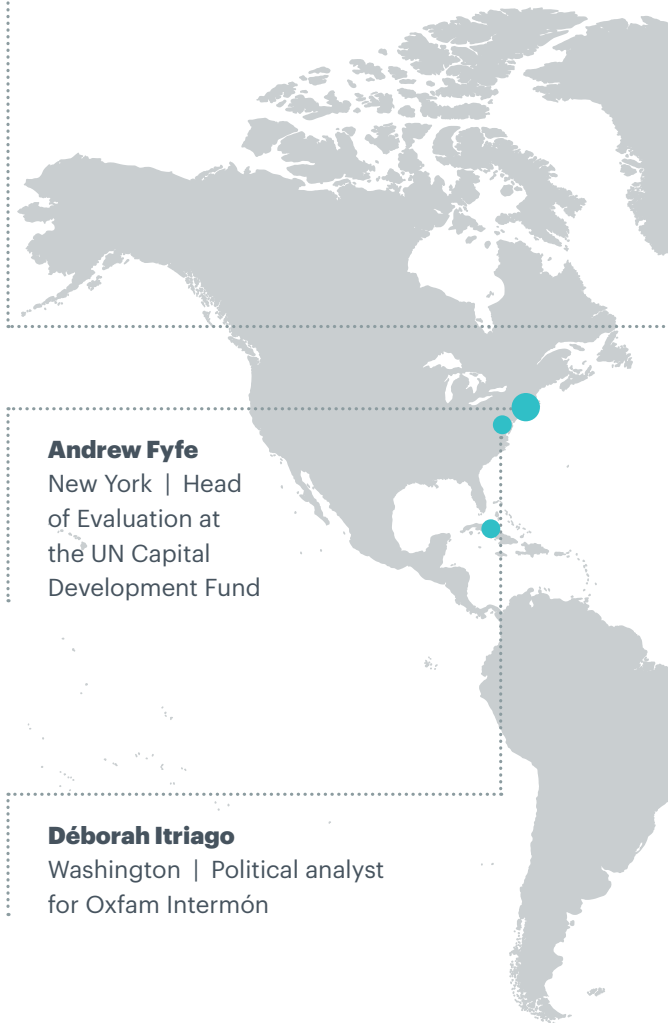 Andrew Fyfe
New York | Head
of Evaluation at
the UN Capital
Development Fund
Déborah Itriago
Washington | Political analyst
for Oxfam Intermón